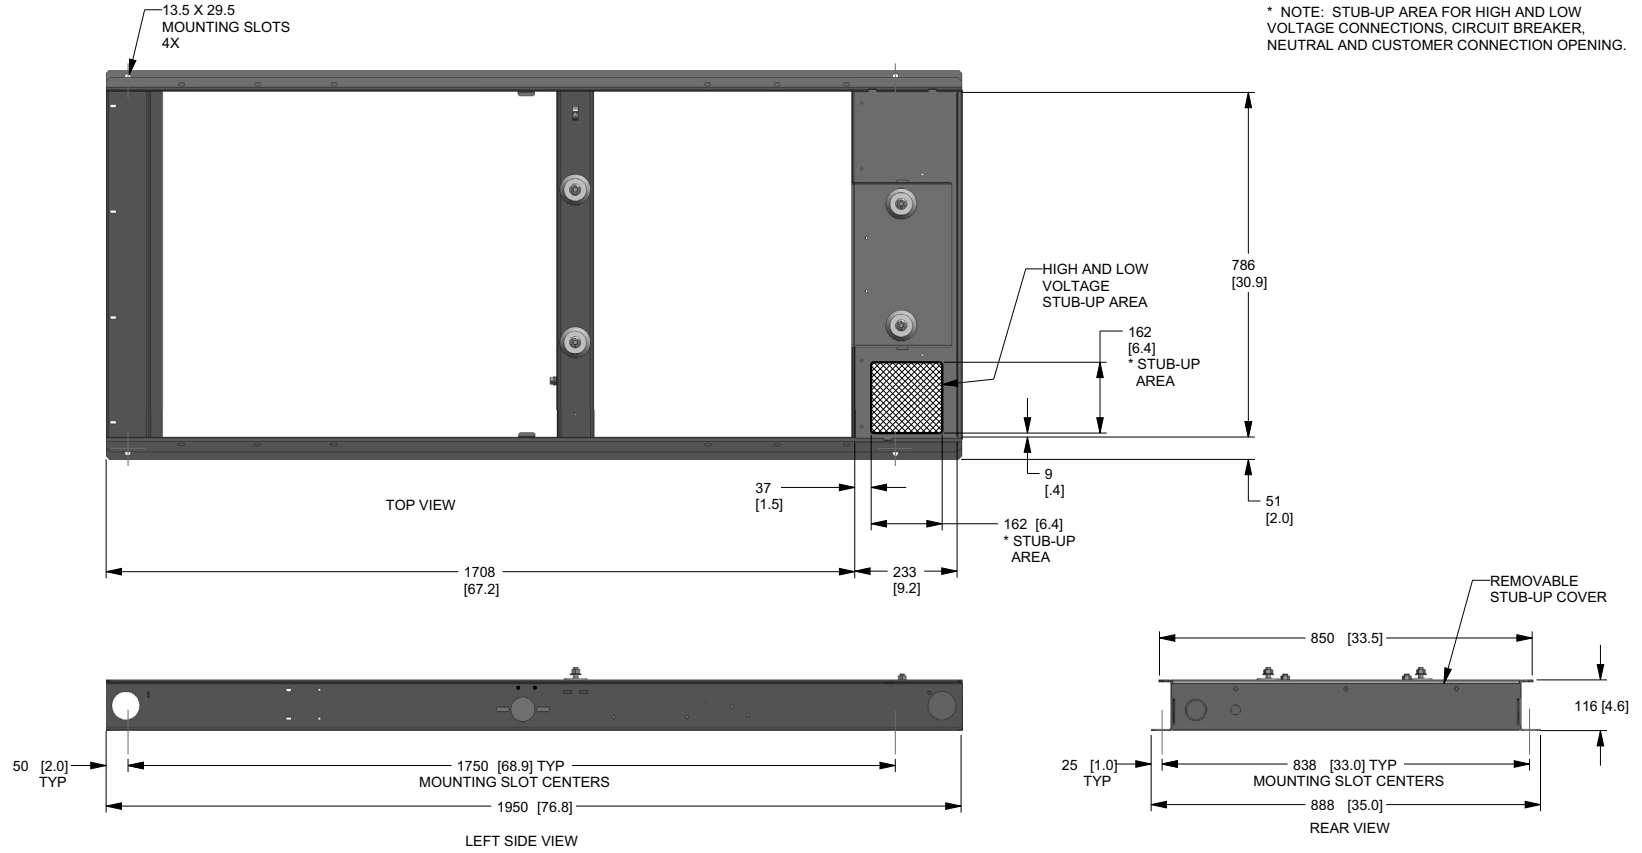 13.5 X 29.5
MOUNTING SLOTS
4X
* NOTE: STUB-UP AREA FOR HIGH AND LOW
VOLTAGE CONNECTIONS, CIRCUIT BREAKER,
NEUTRAL AND CUSTOMER CONNECTION OPENING.
HIGH AND LOW
VOLTAGE
STUB-UP AREA
786
[30.9]
162
[6.4]
* STUB-UP
AREA
9
[.4]
37
[1.5]
51
[2.0]
TOP VIEW
162 [6.4]
* STUB-UP
AREA
1708
[67.2]
233
[9.2]
REMOVABLE
STUB-UP COVER
850 [33.5]
116 [4.6]
50 [2.0]
TYP
1750 [68.9] TYP
MOUNTING SLOT CENTERS
1950 [76.8]
LEFT SIDE VIEW
25 [1.0]
TYP
838 [33.0] TYP
MOUNTING SLOT CENTERS
888 [35.0]
REAR VIEW